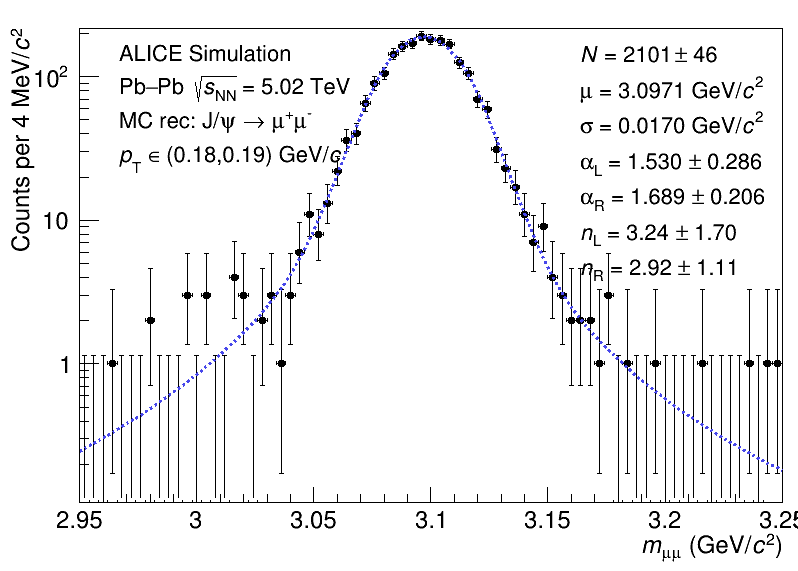 Counts per 4 MeV/c²
10²
10
1
ALICE Simulation
Pb–Pb √sNN = 5.02 TeV
MC rec: J/ψ → μ⁺μ⁻
pT ∈ (0.18,0.19) GeV/c
N = 2101 ± 46
μ = 3.0971 GeV/c²
σ = 0.0170 GeV/c²
αL = 1.530 ± 0.286
αR = 1.689 ± 0.206
nL = 3.24 ± 1.70
nR = 2.92 ± 1.11
2.95 3 3.05 3.1 3.15 3.2 3.25
mμμ (GeV/c²)